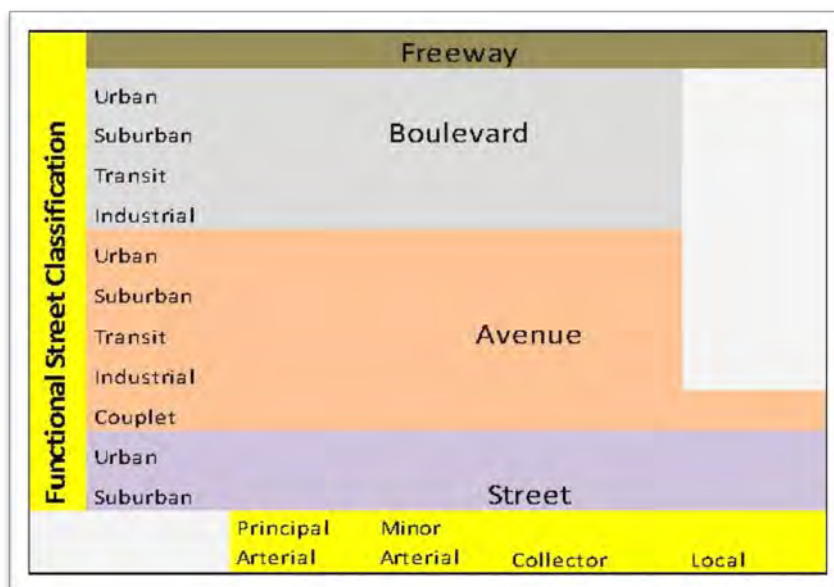 Functional Street Classification
Freeway
Urban
Suburban
Boulevard
Transit
Industrial
Urban
Suburban
Transit
Avenue
Industrial
Couplet
Urban
Suburban
Street
Principal
Minor
Arterial
Arterial
Collector
Local